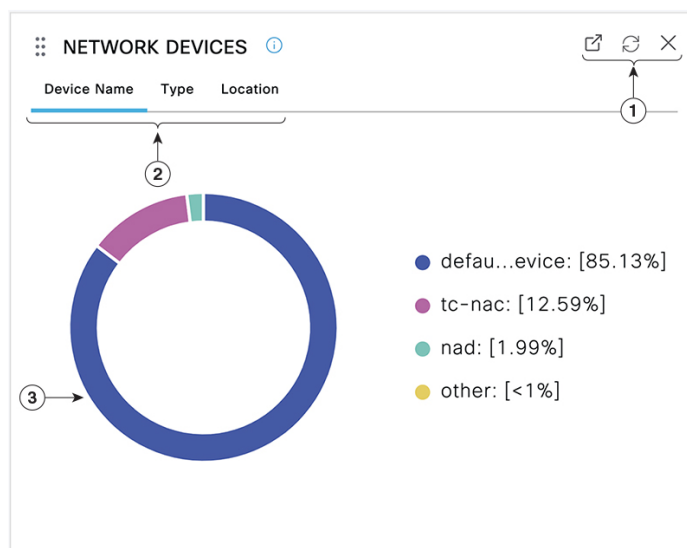 NETWORK DEVICES
Device Name Type Location
1
2
defau...evice: [85.13%]
tc-nac: [12.59%]
nad: [1.99%]
3
other: [<1%]